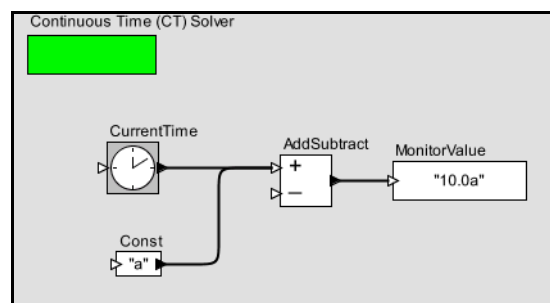 Continuous Time (CT) Solver
CurrentTime
AddSubtract
MonitorValue
+
"10.0a"
–
Const
"a"